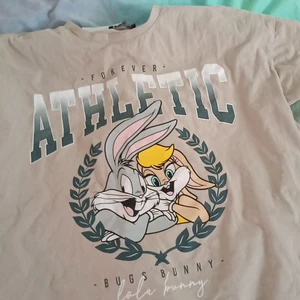 - FOREVER -
ATHLETIC
- BUGS BUNNY -
lola bunny